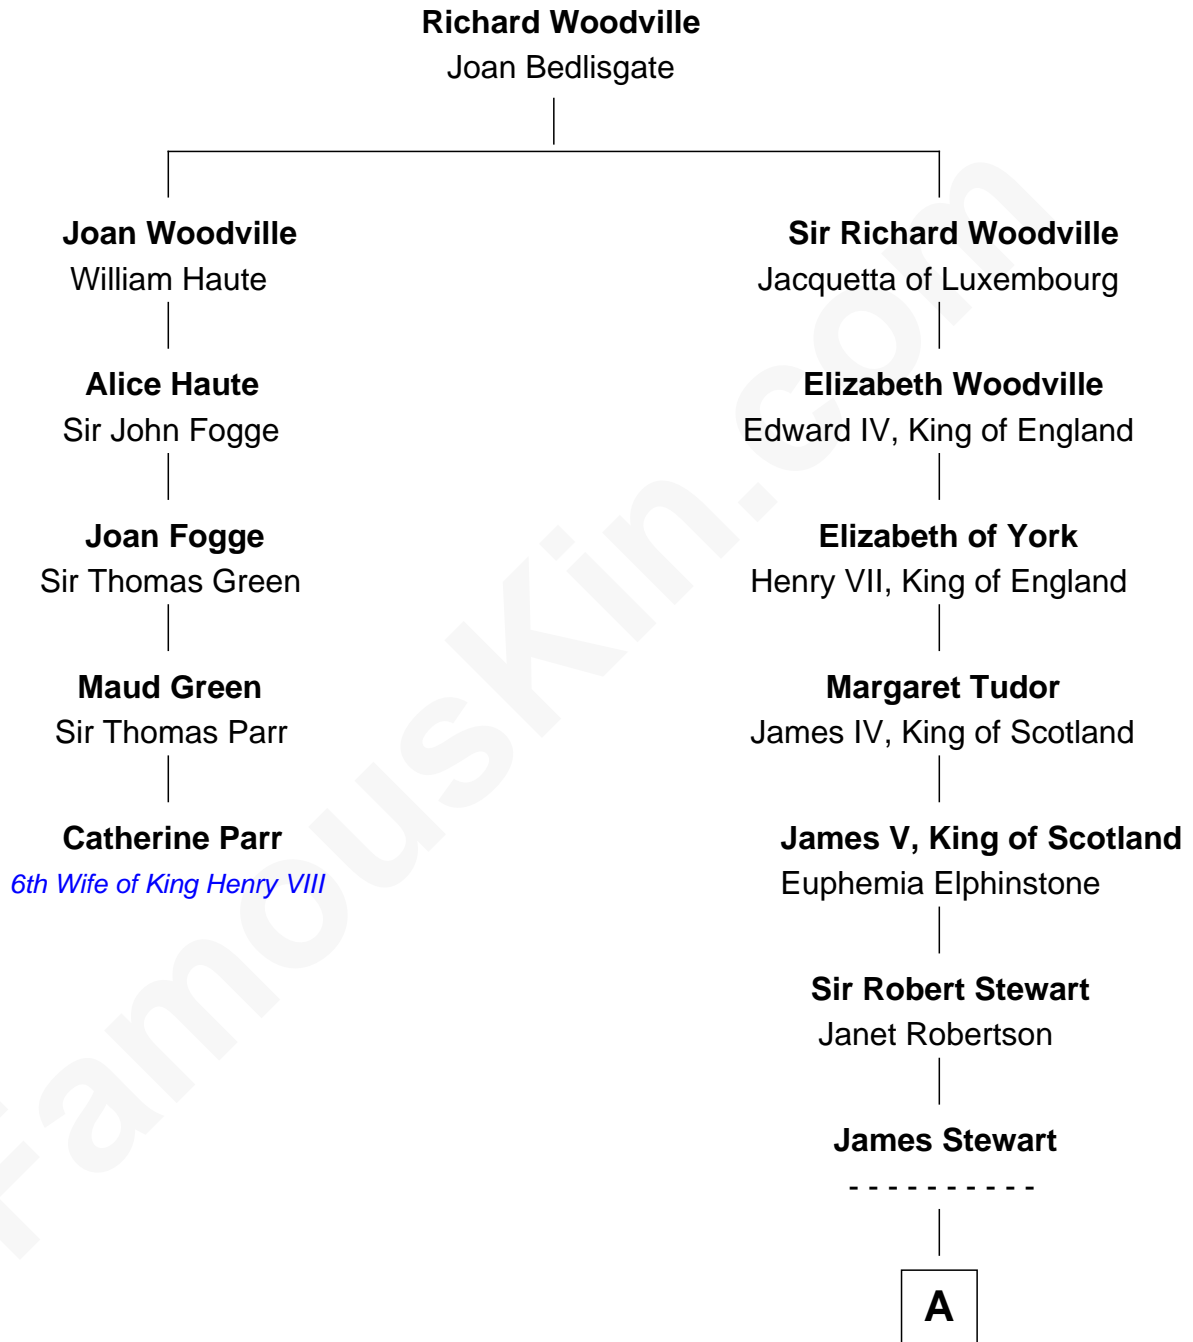 Richard Woodville
Joan Bedlisgate
Joan Woodville
William Haute
Alice Haute
Sir John Fogge
Joan Fogge
Sir Thomas Green
Maud Green
Sir Thomas Parr
Catherine Parr
6th Wife of King Henry VIII
Sir Richard Woodville
Jacquetta of Luxembourg
Elizabeth Woodville
Edward IV, King of England
Elizabeth of York
Henry VII, King of England
Margaret Tudor
James IV, King of Scotland
James V, King of Scotland
Euphemia Elphinstone
Sir Robert Stewart
Janet Robertson
James Stewart
- - - - - - - - - -
A
FamousKin.com